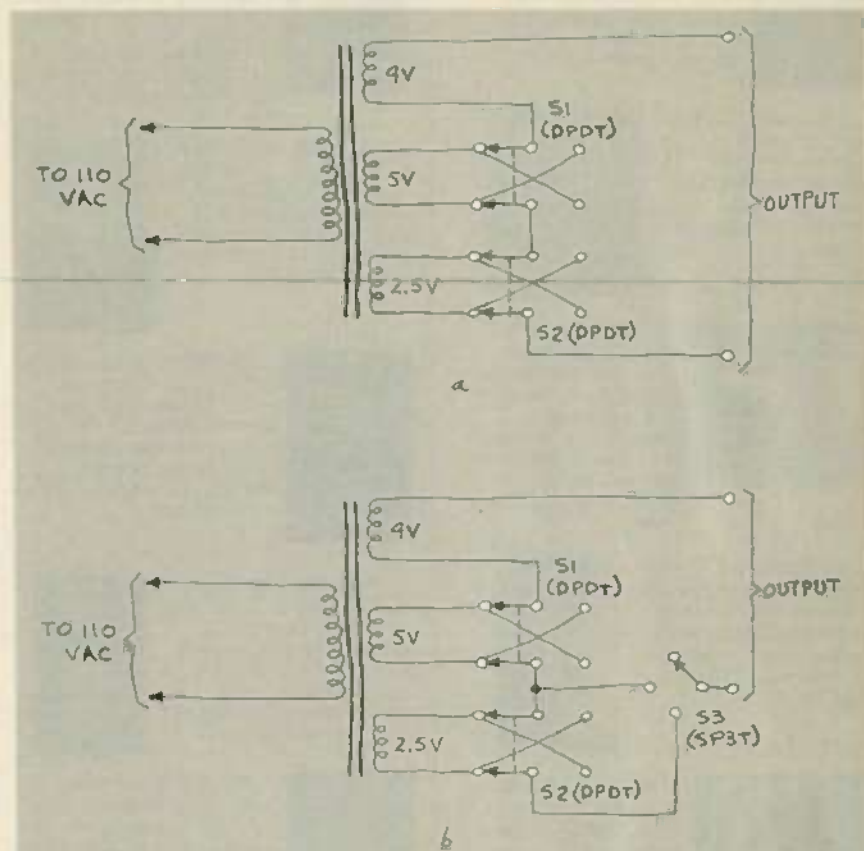 9V
S1
(DPDT)
TO 110
VAC
5V
OUTPUT
2.5V
S2 (DPDT)
a
9V
S1
(DPDT)
OUTPUT
TO 110
VAC
5V
S3
(SP3T)
2.5V
S2 (DPDT)
b